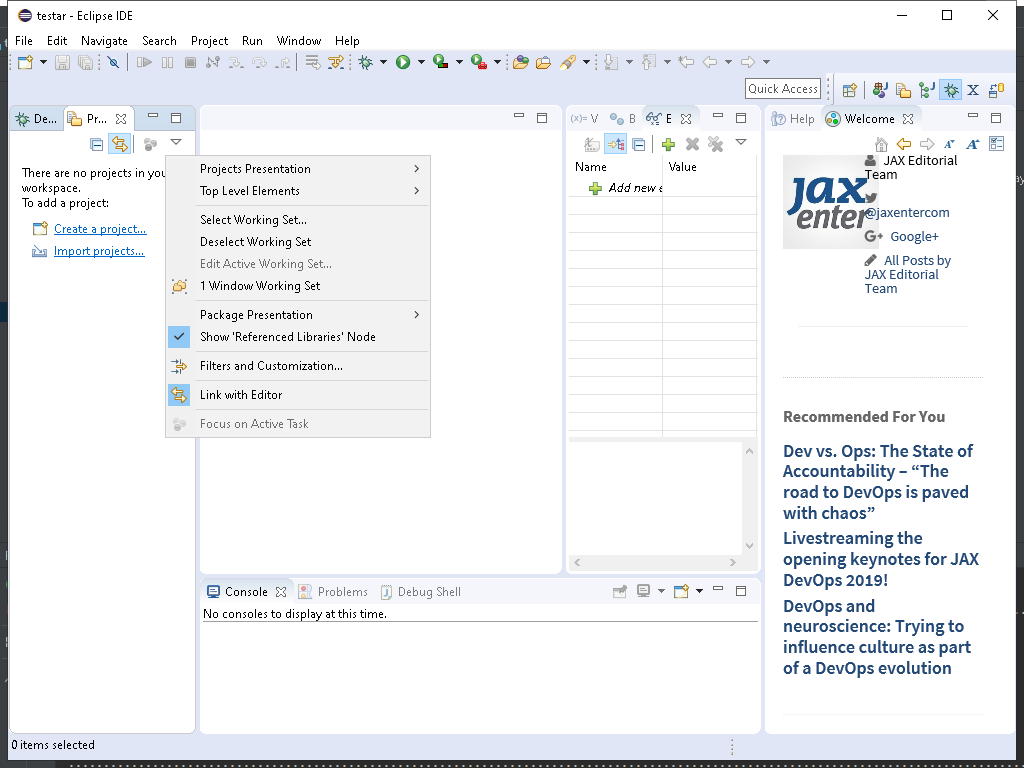 testar - Eclipse IDE
File Edit Navigate Search Project Run Window Help
Quick Access
De...
Pr...
There are no projects in you
workspace.
To add a project:
Create a project...
Import projects...
Projects Presentation
Top Level Elements
Select Working Set...
Deselect Working Set
Edit Active Working Set...
1 Window Working Set
Package Presentation
Show 'Referenced Libraries' Node
Filters and Customization...
Link with Editor
Focus on Active Task
(x)= V
B
E
Name Value
Add new e
Console Problems Debug Shell
No consoles to display at this time.
Help Welcome
jax
enter
JAX Editorial
Team
@jaxentercom
G+ Google+
All Posts by
JAX Editorial
Team
Recommended For You
Dev vs. Ops: The State of
Accountability – “The
road to DevOps is paved
with chaos”
Livestreaming the
opening keynotes for JAX
DevOps 2019!
DevOps and
neuroscience: Trying to
influence culture as part
of a DevOps evolution
0 items selected